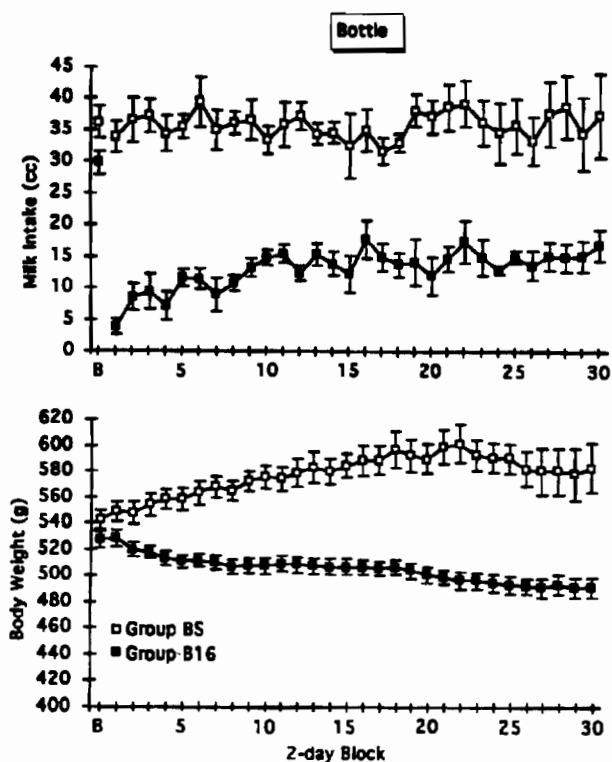 Bottle
Milk Intake (cc)
45
40
35
30
25
20
15
10
5
0
B 5 10 15 20 25 30
Body Weight (g)
620
600
580
560
540
520
500
480
460
440
420
400
Group BS
Group B16
B 5 10 15 20 25 30
2-day Block